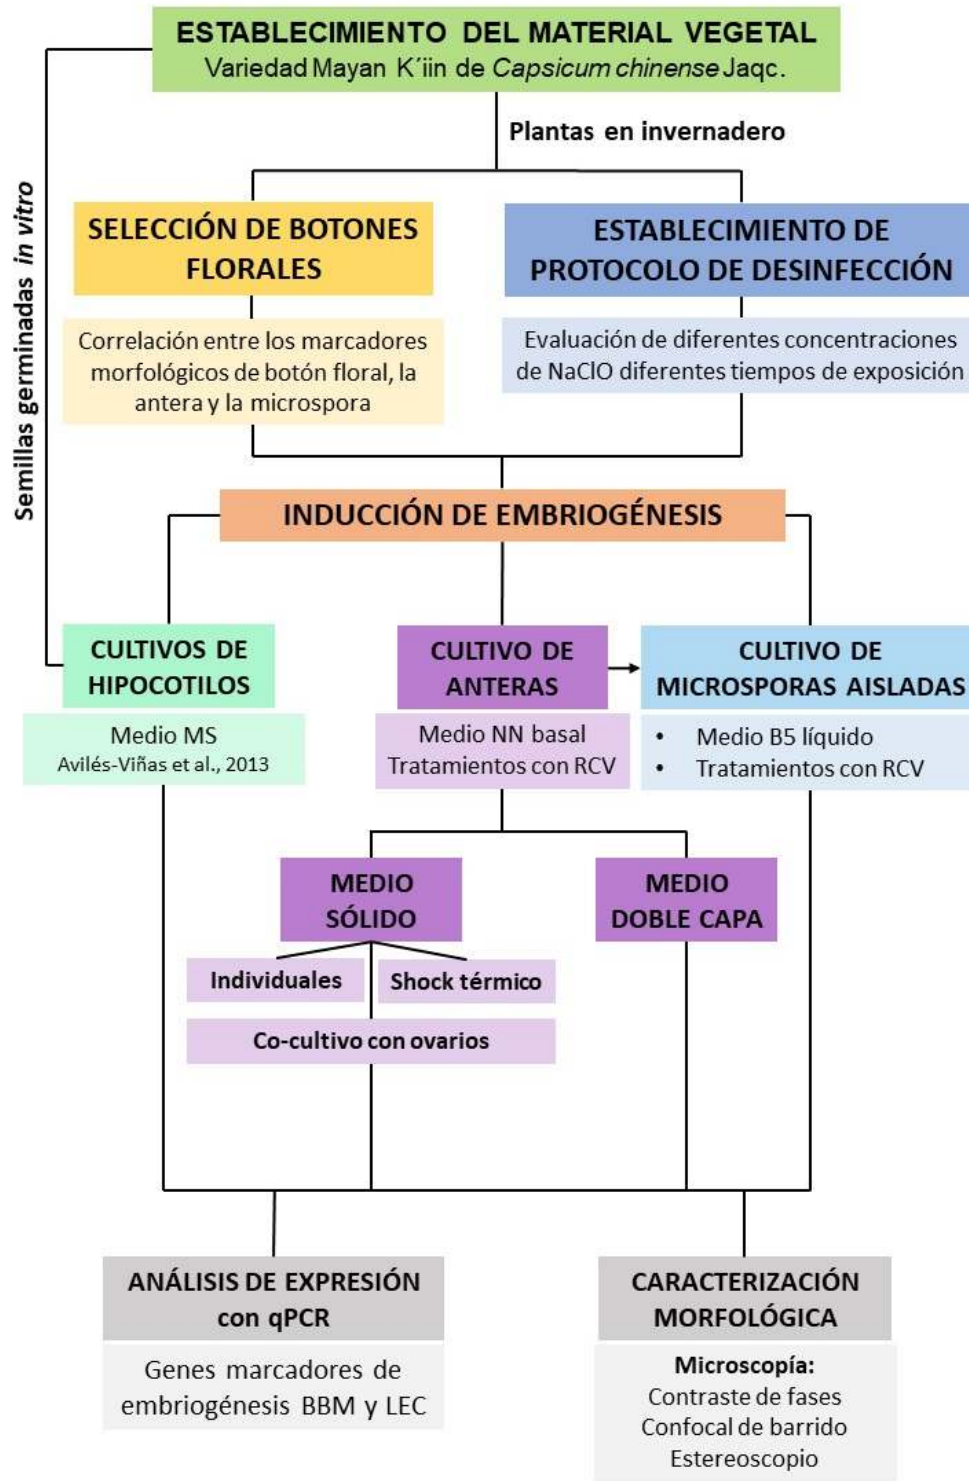 ESTABLECIMIENTO DEL MATERIAL VEGETAL
Variedad Mayan K´iin de Capsicum chinense Jaqc.
Plantas en invernadero
Semillas germinadas in vitro
SELECCIÓN DE BOTONES
FLORALES
Correlación entre los marcadores
morfológicos de botón floral, la
antera y la microspora
ESTABLECIMIENTO DE
PROTOCOLO DE DESINFECCIÓN
Evaluación de diferentes concentraciones
de NaClO diferentes tiempos de exposición
INDUCCIÓN DE EMBRIOGÉNESIS
CULTIVOS DE
HIPOCOTILOS
Medio MS
Avilés-Viñas et al., 2013
CULTIVO DE
ANTERAS
Medio NN basal
Tratamientos con RCV
CULTIVO DE
MICROSPORAS AISLADAS
• Medio B5 líquido
• Tratamientos con RCV
MEDIO
SÓLIDO
Individuales
Shock térmico
Co-cultivo con ovarios
MEDIO
DOBLE CAPA
ANÁLISIS DE EXPRESIÓN
con qPCR
Genes marcadores de
embriogénesis BBM y LEC
CARACTERIZACIÓN
MORFOLÓGICA
Microscopía:
Contraste de fases
Confocal de barrido
Estereoscopio